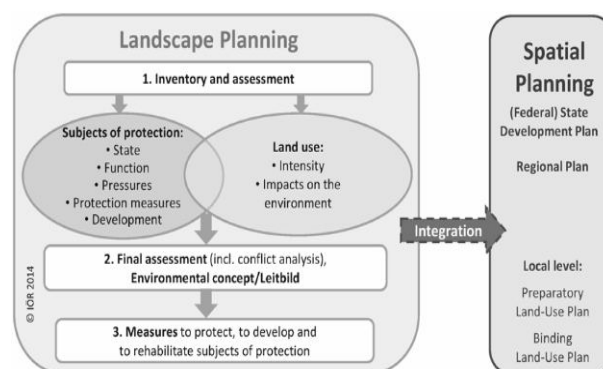 Landscape Planning
1. Inventory and assessment
Subjects of protection:
• State
• Function
• Pressures
• Protection measures
• Development
Land use:
• Intensity
• Impacts on the
environment
2. Final assessment (incl. conflict analysis),
Environmental concept/Leitbild
3. Measures to protect, to develop and
to rehabilitate subjects of protection
© IÖR 2014
Integration
Spatial
Planning
(Federal) State
Development Plan
Regional Plan
Local level:
Preparatory
Land-Use Plan
Binding
Land-Use Plan